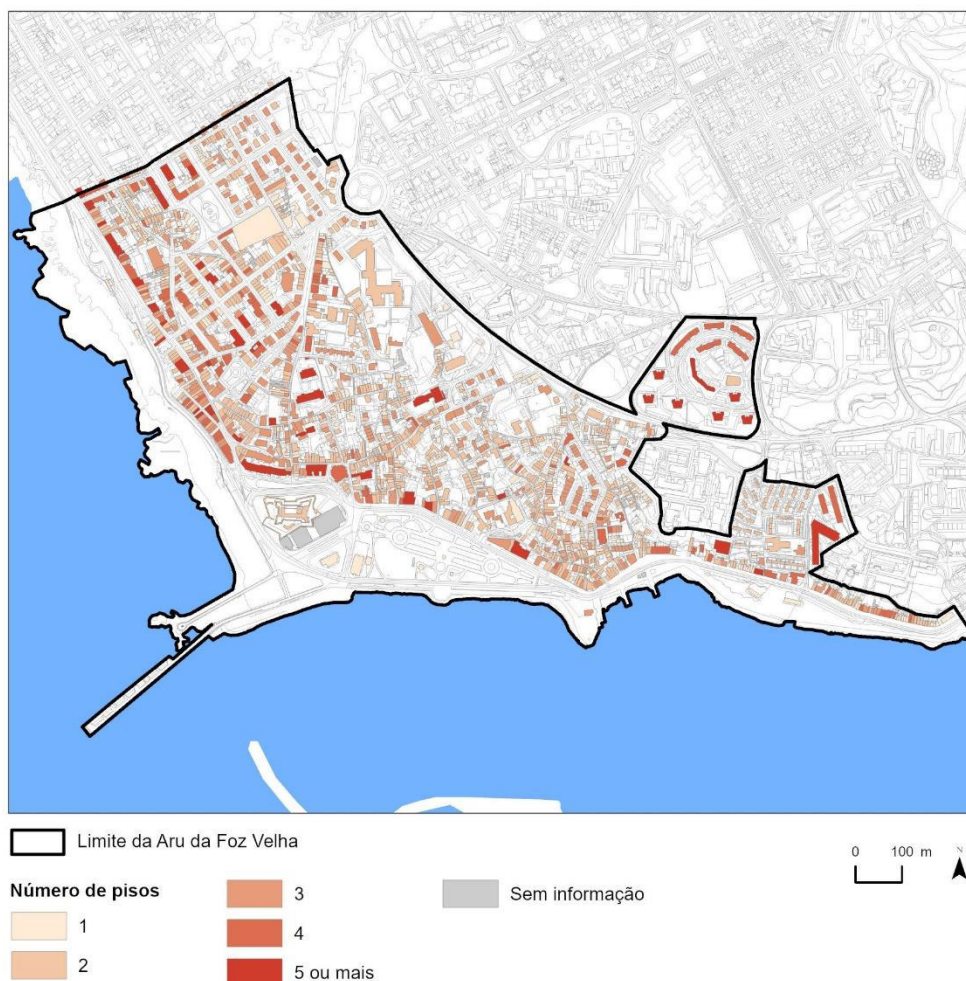 Limite da Aru da Foz Velha
0 100 m
N
Número de pisos
1
2
3
4
5 ou mais
Sem informação